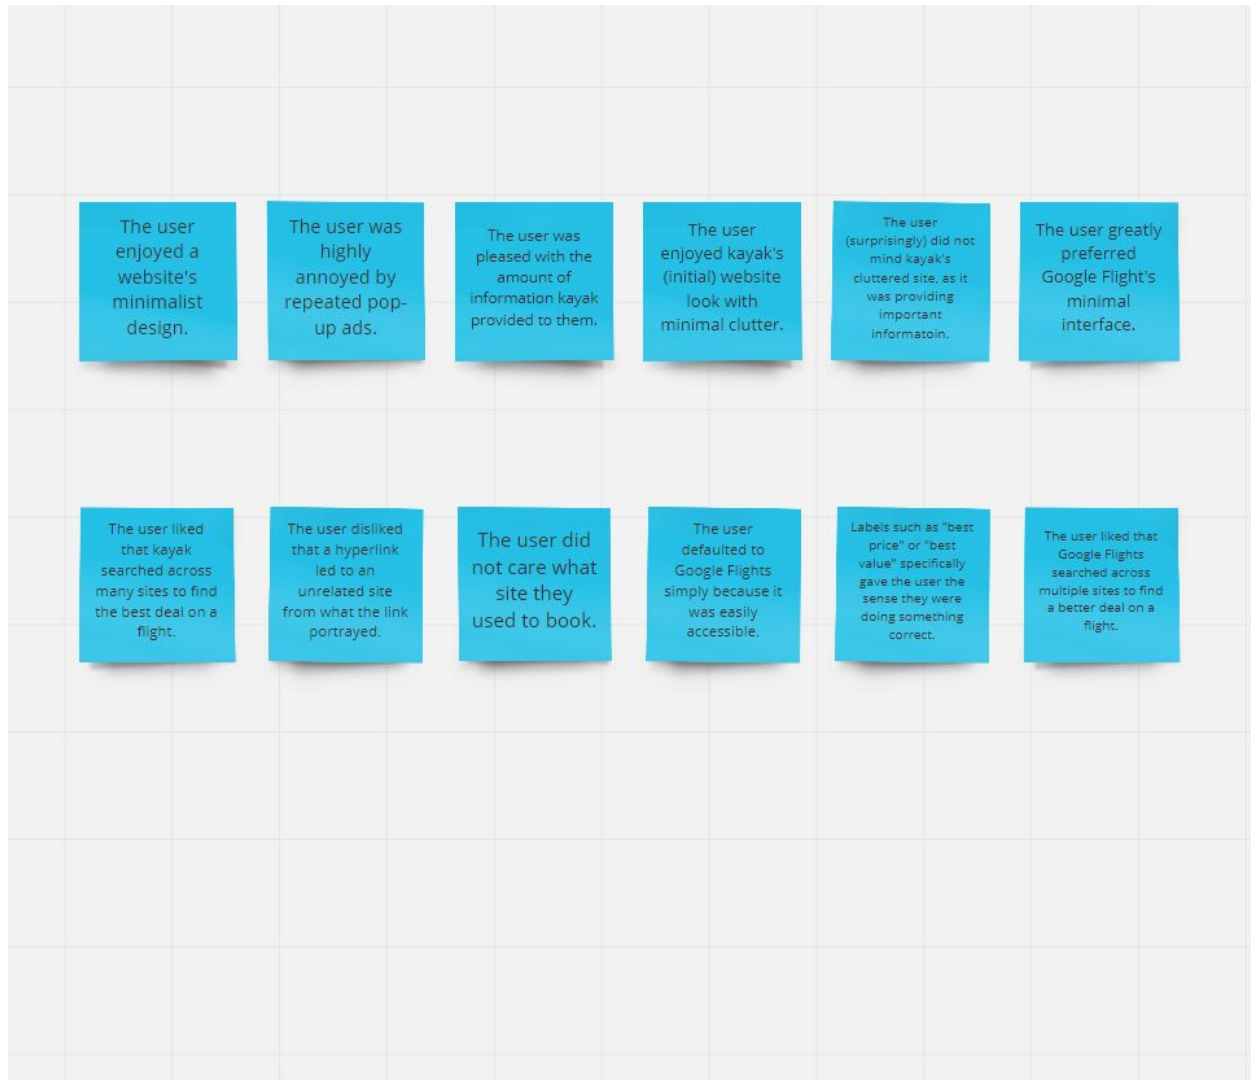 The user
enjoyed a
website's
minimalist
design.
The user was
highly
annoyed by
repeated pop-
up ads.
The user was
pleased with the
amount of
information kayak
provided to them.
The user
enjoyed kayak's
(initial) website
look with
minimal clutter.
The user
(surprisingly) did not
mind kayak's
cluttered site, as it
was providing
important
informatoin.
The user greatly
preferred
Google Flight's
minimal
interface.
The user liked
that kayak
searched across
many sites to find
the best deal on a
flight.
The user disliked
that a hyperlink
led to an
unrelated site
from what the link
portrayed.
The user did
not care what
site they
used to book.
The user
defaulted to
Google Flights
simply because it
was easily
accessible.
Labels such as "best
price" or "best
value" specifically
gave the user the
sense they were
doing something
correct.
The user liked that
Google Flights
searched across
multiple sites to find
a better deal on a
flight.